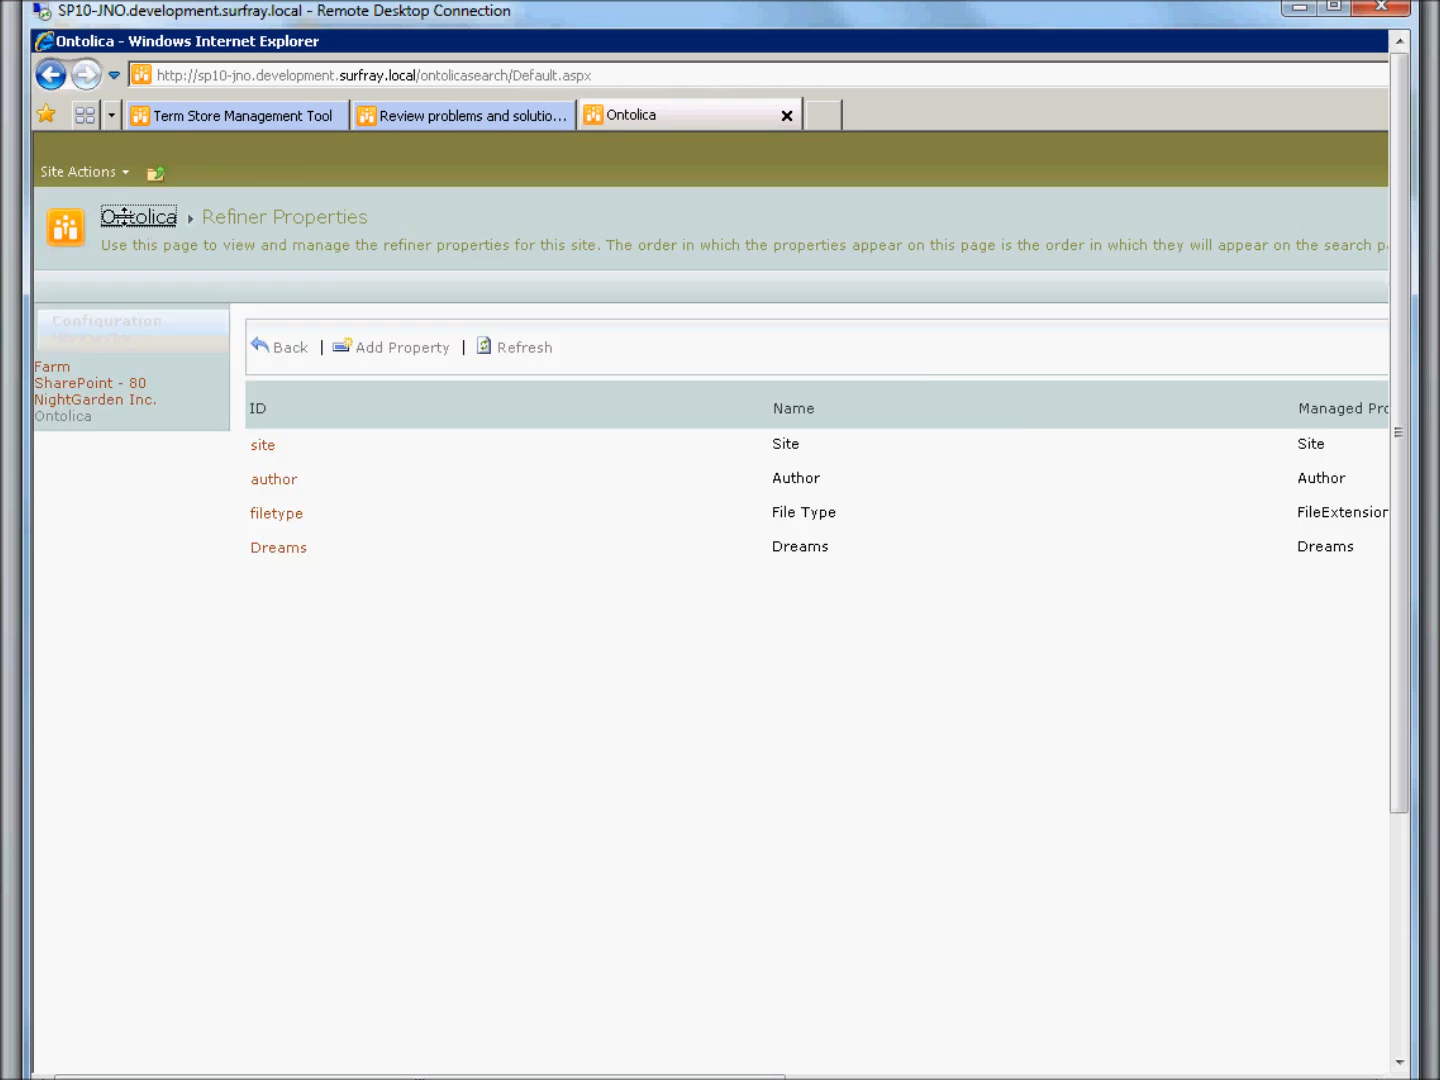 SP10-JNO.development.surfray.local - Remote Desktop Connection
Ontolica - Windows Internet Explorer
http://sp10-jno.development.surfray.local/ontolicasearch/Default.aspx
Term Store Management Tool
Review problems and solutio...
Ontolica
Site Actions
Ontolica Refiner Properties
Use this page to view and manage the refiner properties for this site. The order in which the properties appear on this page is the order in which they will appear on the search p
Configuration
Farm
SharePoint - 80
NightGarden Inc.
Ontolica
Back | Add Property | Refresh
ID Name Managed Pro
site Site Site
author Author Author
filetype File Type FileExtension
Dreams Dreams Dreams